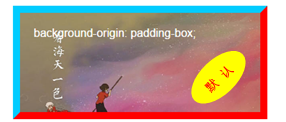 background-origin: padding-box;
海天一色
默 认